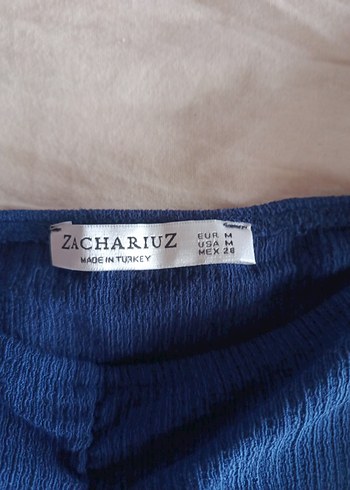 ZACHARIUZ
MADE IN TURKEY
EUR M
USA M
MEX 28